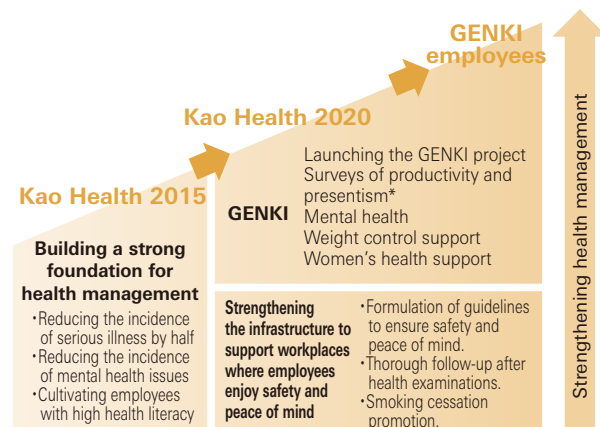 GENKI
employees
Kao Health 2020
Kao Health 2015
Building a strong
foundation for
health management
・Reducing the incidence
of serious illness by half
・Reducing the incidence
of mental health issues
・Cultivating employees
with high health literacy
GENKI
Launching the GENKI project
Surveys of productivity and
presentism*
Mental health
Weight control support
Women's health support
Strengthening
the infrastructure to
support workplaces
where employees
enjoy safety and
peace of mind
・Formulation of guidelines
to ensure safety and
peace of mind.
・Thorough follow-up after
health examinations.
・Smoking cessation
promotion.
Strengthening health management